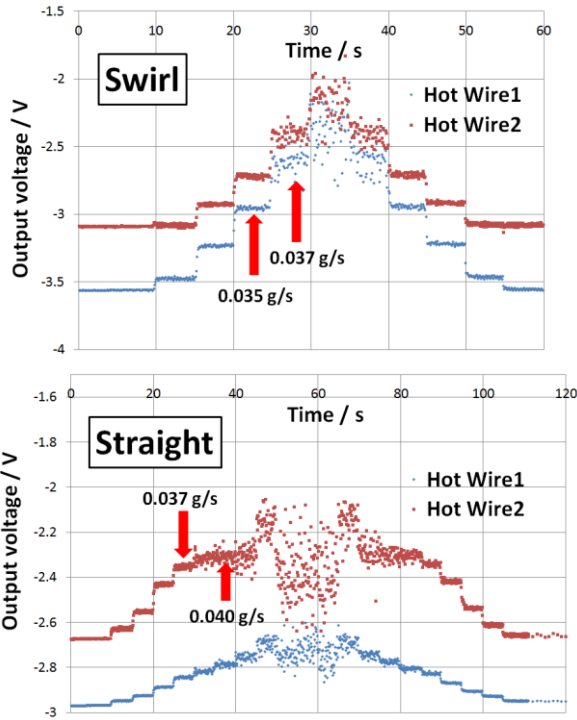 -1.5
0 10 20 30 40 50 60
Time / s
Swirl
Hot Wire1
Hot Wire2
-2
-2.5
-3
-3.5
-4
Output voltage / V
0.037 g/s
0.035 g/s
0 20 40 60 80 100 120
-1.6
Time / s
Straight
-1.8
Hot Wire1
Hot Wire2
0.037 g/s
-2
-2.2
-2.4
0.040 g/s
-2.6
-2.8
-3
Output voltage / V